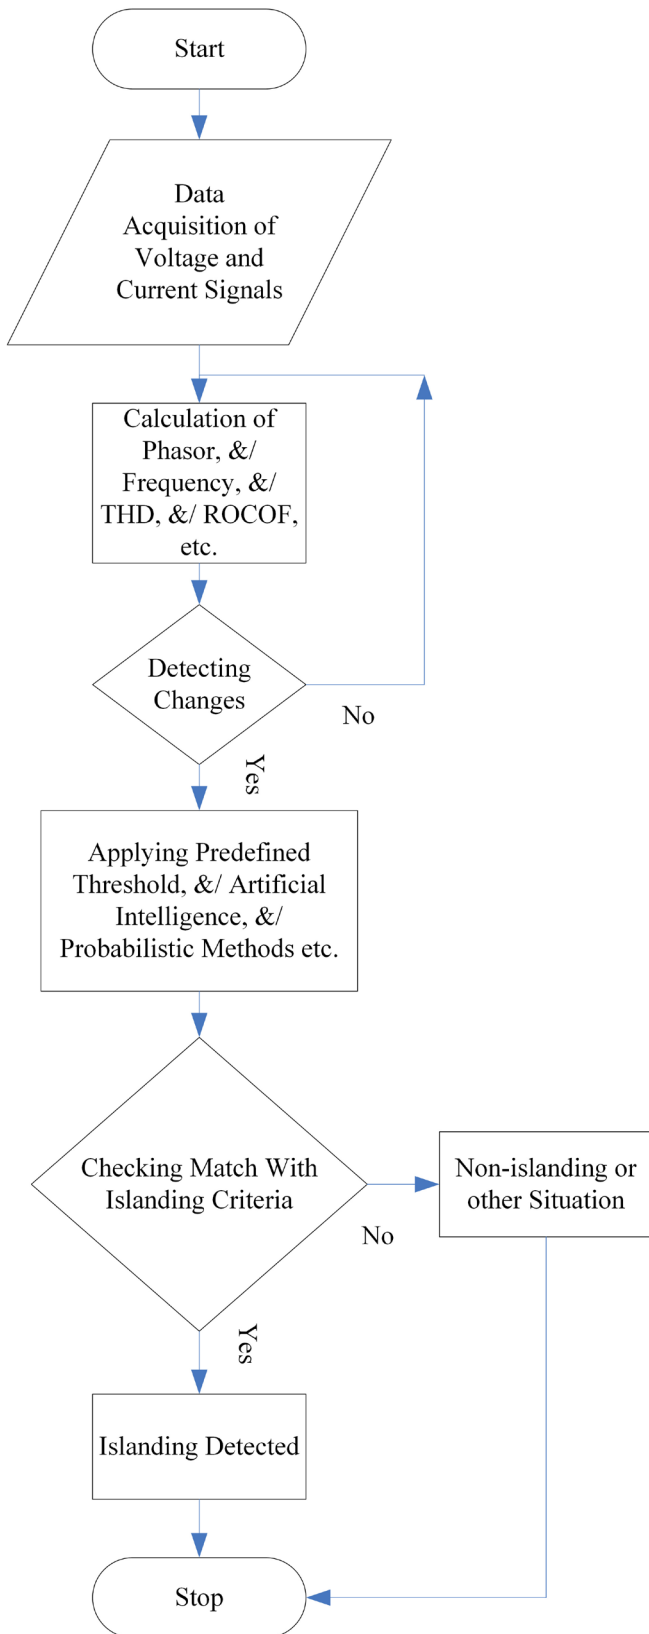 Start
Data
Acquisition of
Voltage and
Current Signals
Calculation of
Phasor, &/
Frequency, &/
THD, &/ ROCOF,
etc.
Detecting
Changes
No
Yes
Applying Predefined
Threshold, &/ Artificial
Intelligence, &/
Probabilistic Methods etc.
Checking Match With
Islanding Criteria
Non-islanding or
other Situation
No
Yes
Islanding Detected
Stop